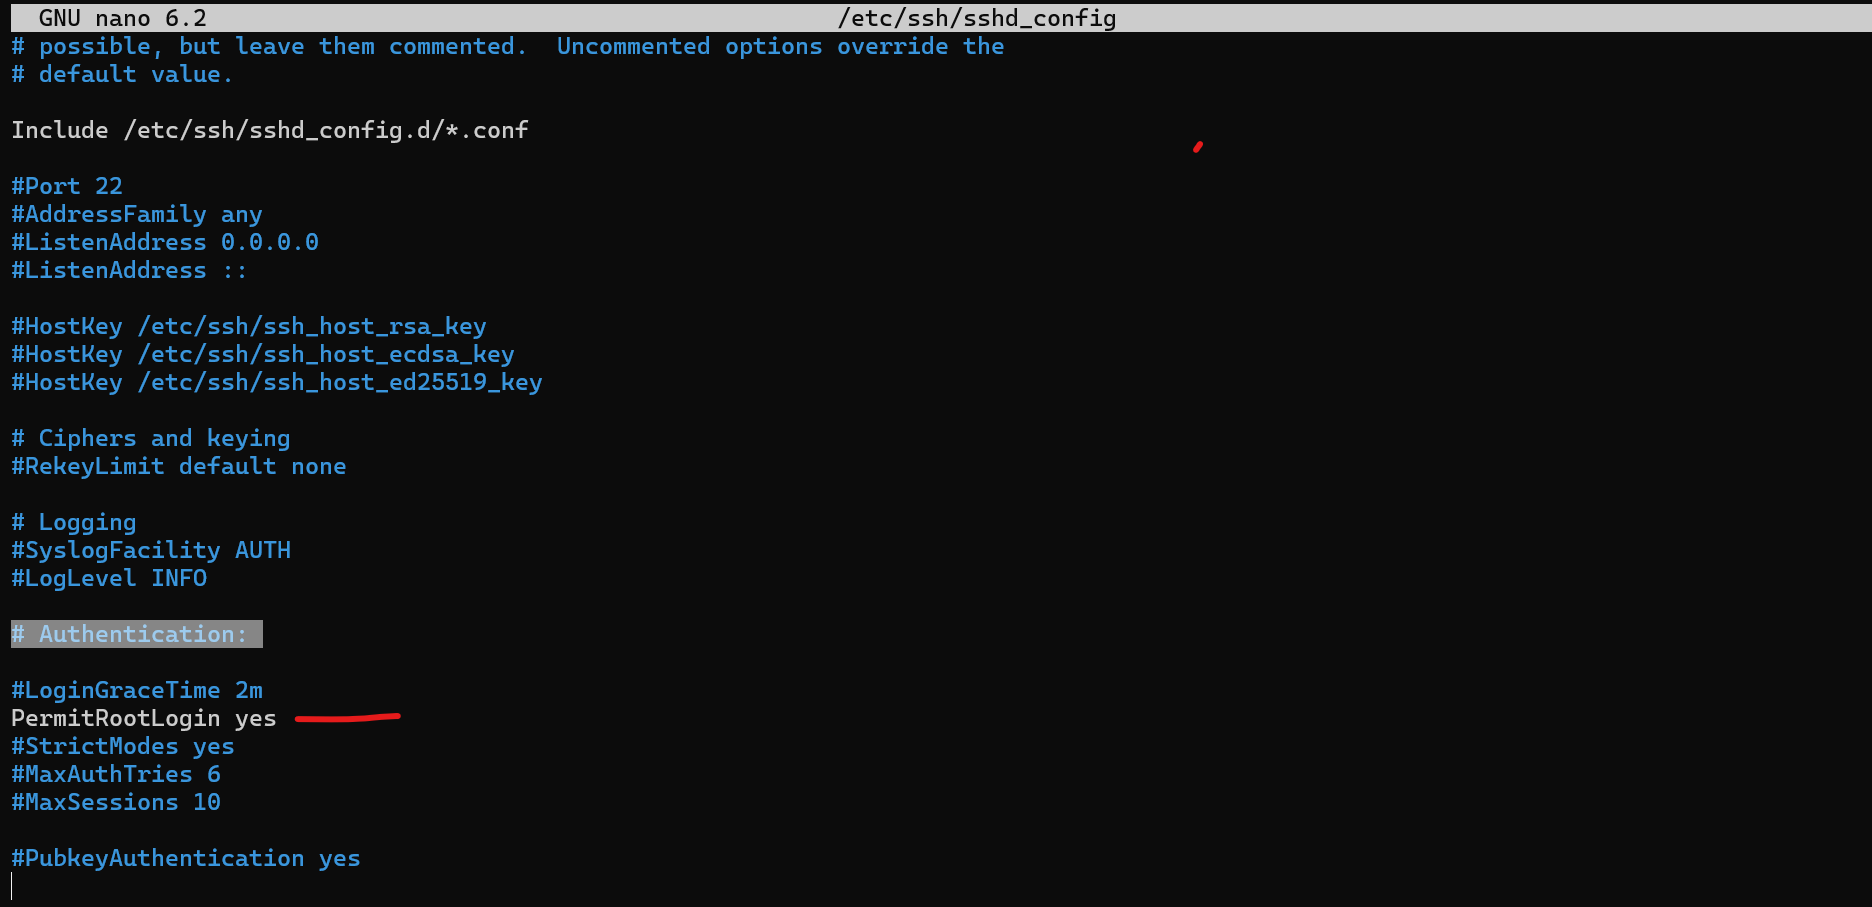 GNU nano 6.2 /etc/ssh/sshd_config
# possible, but leave them commented.  Uncommented options override the
# default value.
Include /etc/ssh/sshd_config.d/*.conf
#Port 22
#AddressFamily any
#ListenAddress 0.0.0.0
#ListenAddress ::
#HostKey /etc/ssh/ssh_host_rsa_key
#HostKey /etc/ssh/ssh_host_ecdsa_key
#HostKey /etc/ssh/ssh_host_ed25519_key
# Ciphers and keying
#RekeyLimit default none
# Logging
#SyslogFacility AUTH
#LogLevel INFO
# Authentication:
#LoginGraceTime 2m
PermitRootLogin yes
#StrictModes yes
#MaxAuthTries 6
#MaxSessions 10
#PubkeyAuthentication yes